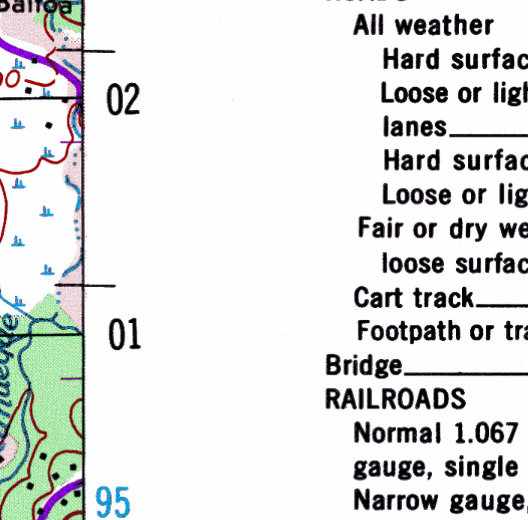 Balfoa
02
01
95
All weather
Hard surfac
Loose or ligh
lanes
Hard surfac
Loose or lig
Fair or dry we
loose surfac
Cart track
Footpath or tra
Bridge
RAILROADS
Normal 1.067
gauge, single
Narrow gauge,